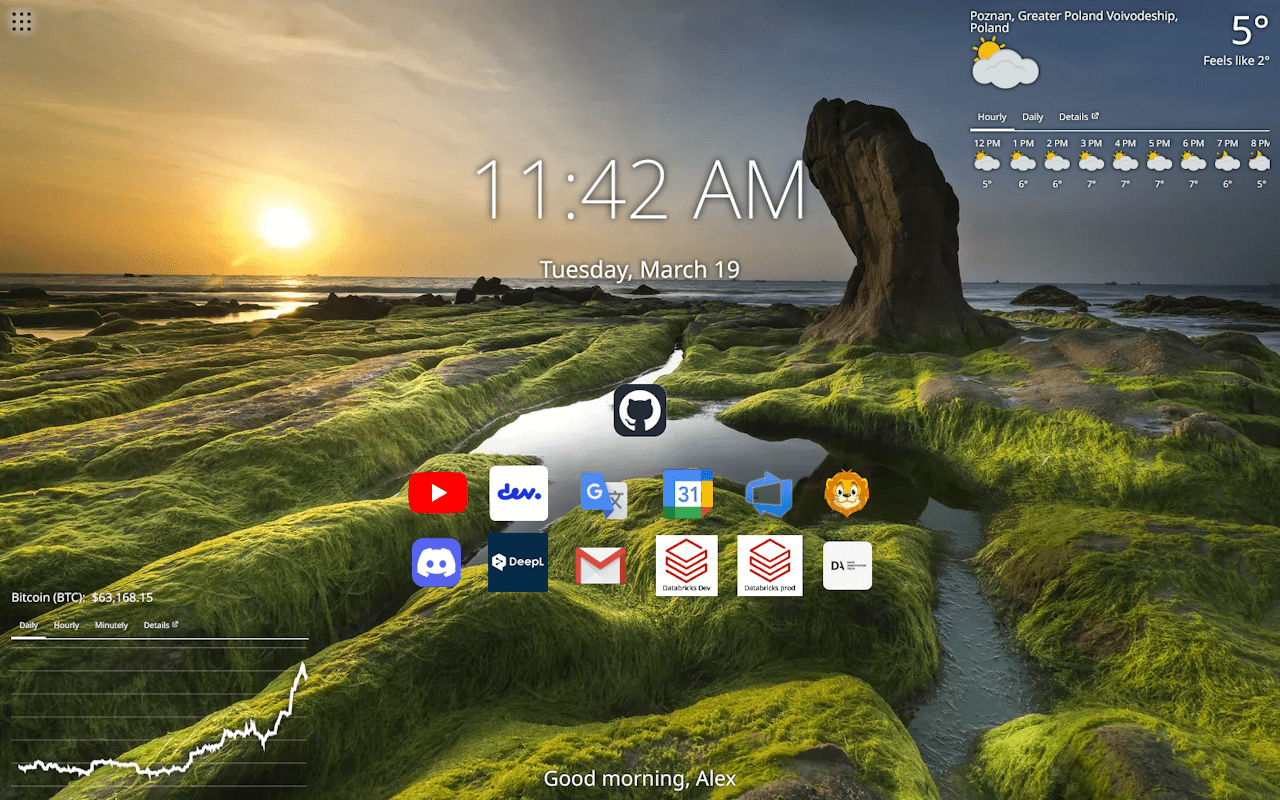 Poznan, Greater Poland Voivodeship,
Poland
5°
Feels like 2°
Hourly Daily Details
12 PM 1 PM 2 PM 3 PM 4 PM 5 PM 6 PM 7 PM 8 PM
5° 6° 6° 7° 7° 7° 7° 6° 5°
11:42 AM
Tuesday, March 19
dev.
G 文
31
DeepL
Databricks Dev
Databricks prod
DA
Bitcoin (BTC): $63,168.15
Daily Hourly Minutely Details
Good morning, Alex